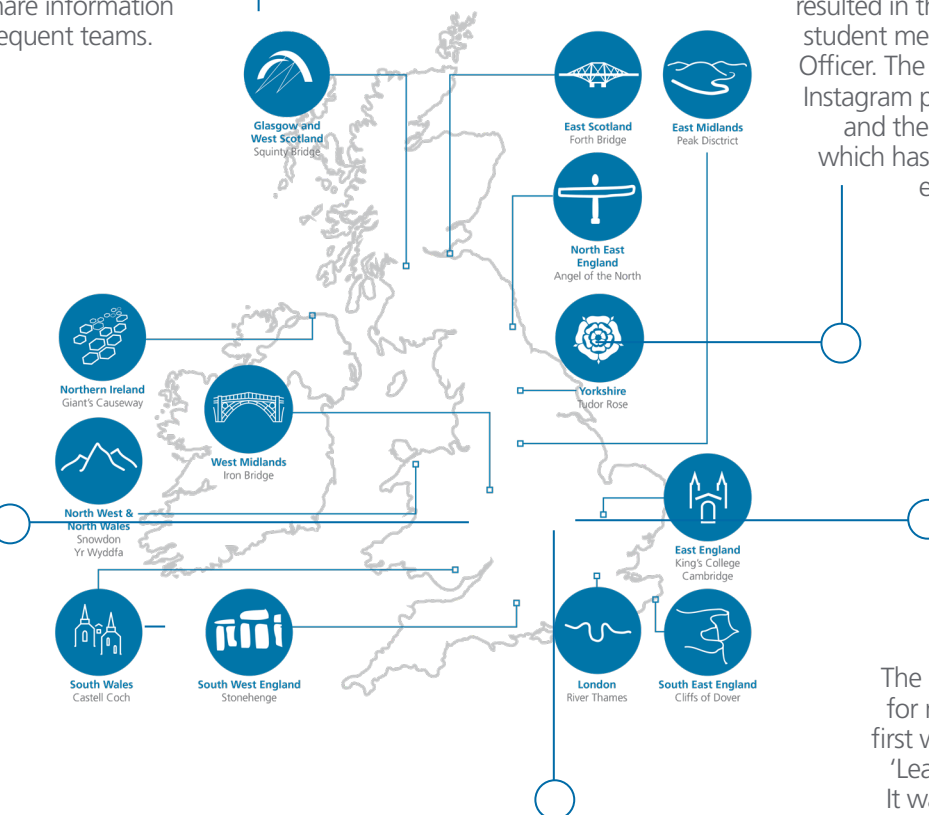 hare information
equent teams.
resulted in th
student me
Officer. The
Instagram p
and the
which has
e
Glasgow and
West Scotland
Squinty Bridge
East Scotland
Forth Bridge
East Midlands
Peak Disctrict
North East
England
Angel of the North
Northern Ireland
Giant's Causeway
Yorkshire
Tudor Rose
West Midlands
Iron Bridge
North West &
North Wales
Snowdon
Yr Wyddfa
East England
King's College
Cambridge
South Wales
Castell Coch
South West England
Stonehenge
London
River Thames
South East England
Cliffs of Dover
The
for r
first w
'Lea
It wa